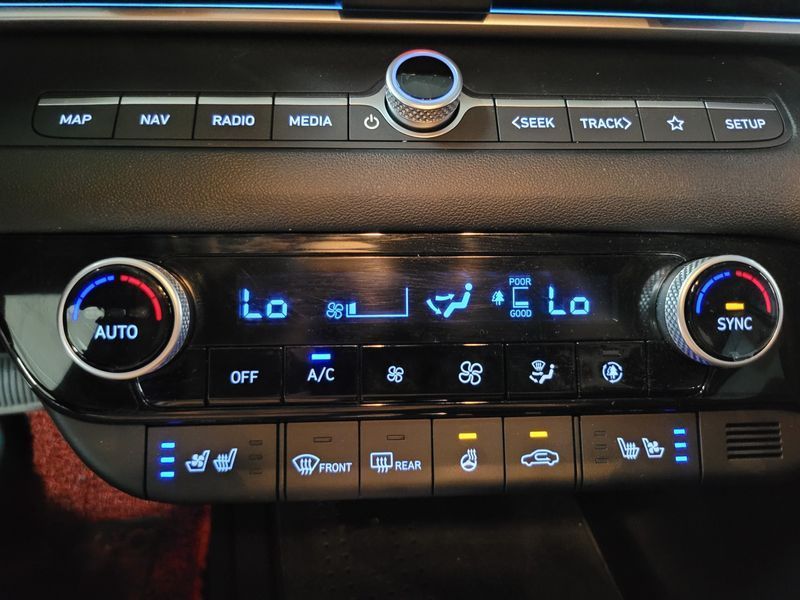 MAP NAV RADIO MEDIA <SEEK TRACK> SETUP
Lo POOR GOOD Lo
AUTO SYNC
OFF A/C
FRONT REAR